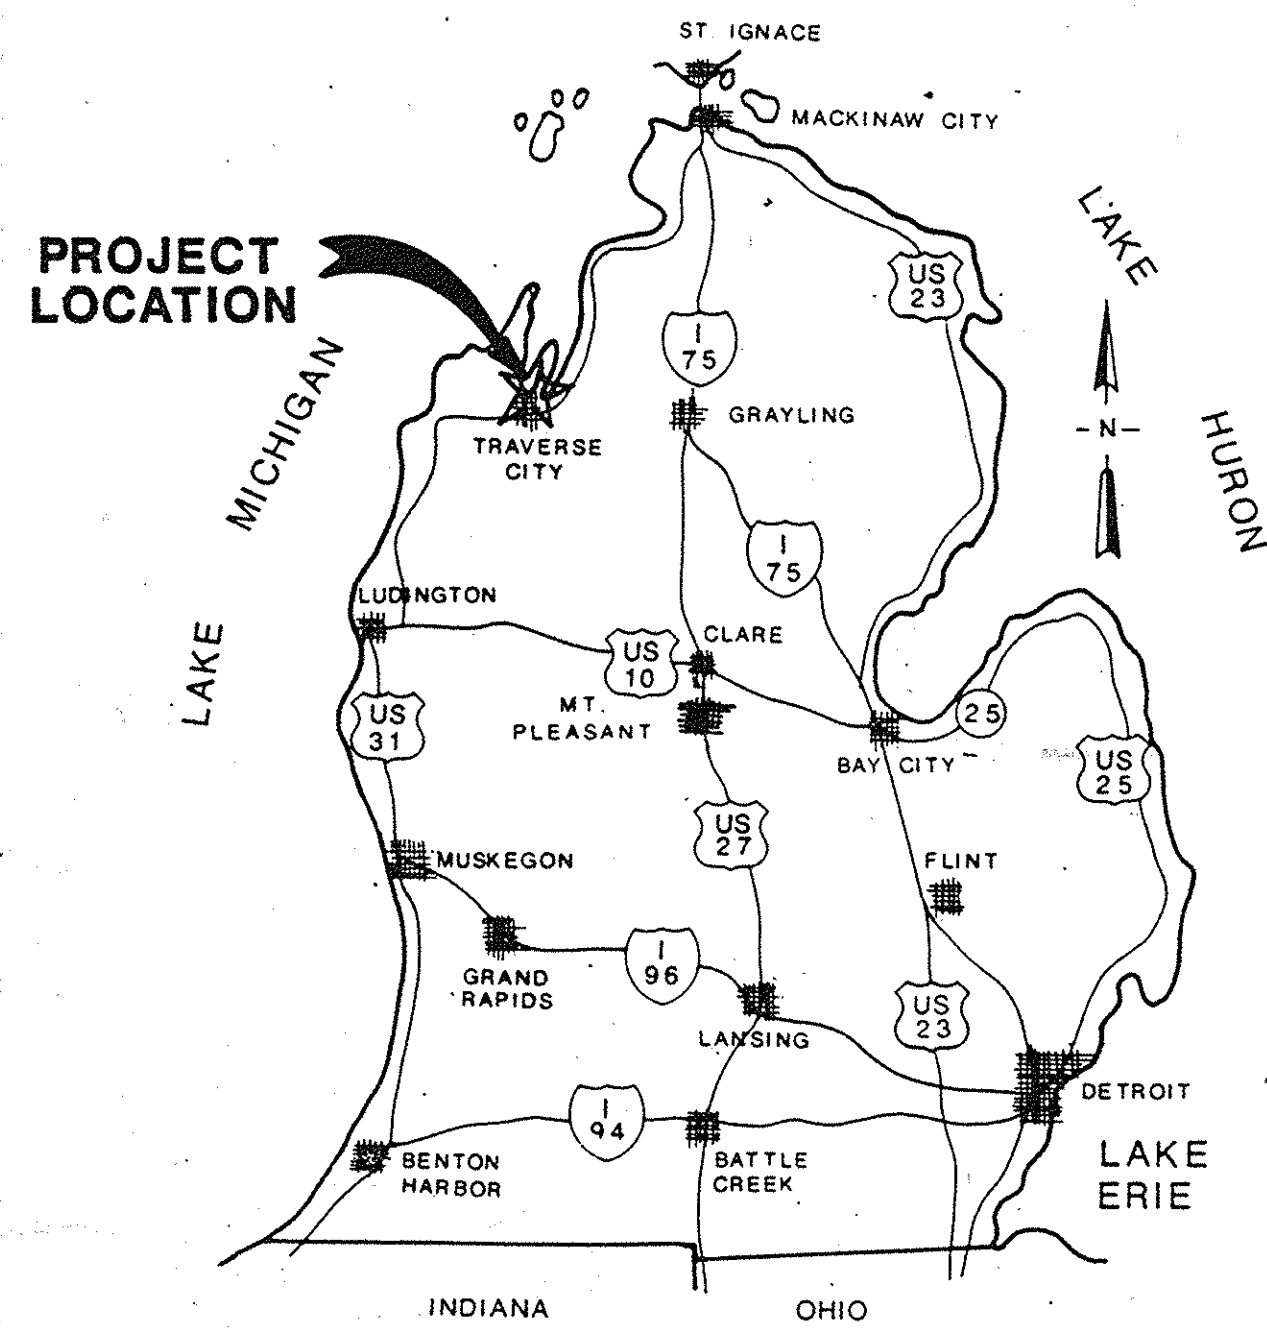 ST. IGNACE
MACKINAW CITY
LAKE
HURON
PROJECT
LOCATION
US
23
I
75
GRAYLING
- N -
TRAVERSE
CITY
LAKE
MICHIGAN
I
75
LUDINGTON
CLARE
US
10
MT.
PLEASANT
US
31
25
BAY CITY
US
25
US
27
MUSKEGON
FLINT
GRAND
RAPIDS
I
96
LANSING
US
23
DETROIT
I
94
BENTON
HARBOR
BATTLE
CREEK
LAKE
ERIE
INDIANA
OHIO